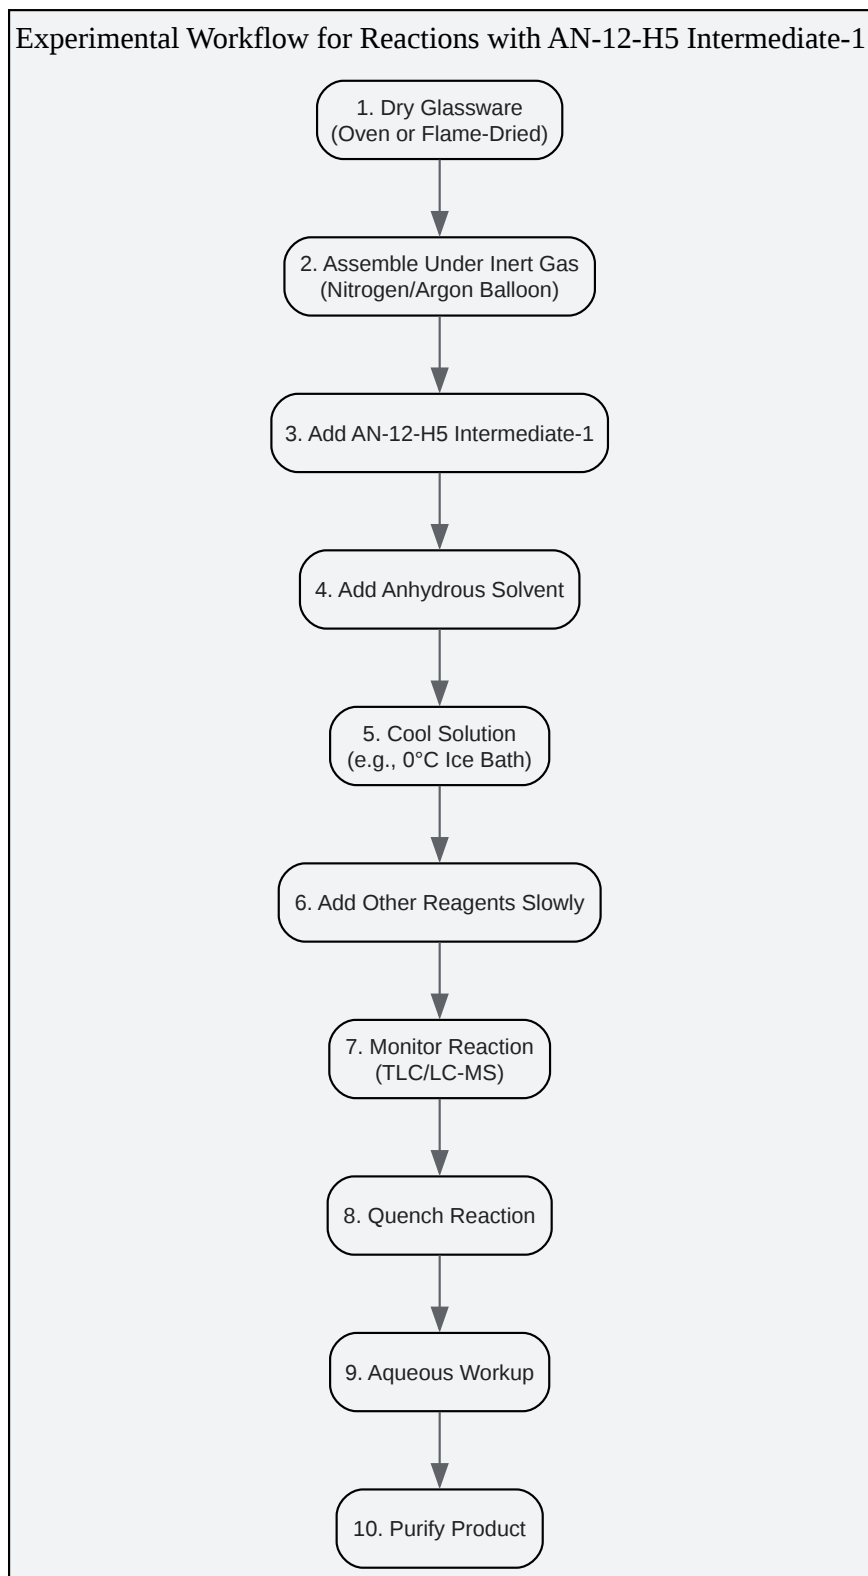 Experimental Workflow for Reactions with AN-12-H5 Intermediate-1
1. Dry Glassware
(Oven or Flame-Dried)
2. Assemble Under Inert Gas
(Nitrogen/Argon Balloon)
3. Add AN-12-H5 Intermediate-1
4. Add Anhydrous Solvent
5. Cool Solution
(e.g., 0°C Ice Bath)
6. Add Other Reagents Slowly
7. Monitor Reaction
(TLC/LC-MS)
8. Quench Reaction
9. Aqueous Workup
10. Purify Product